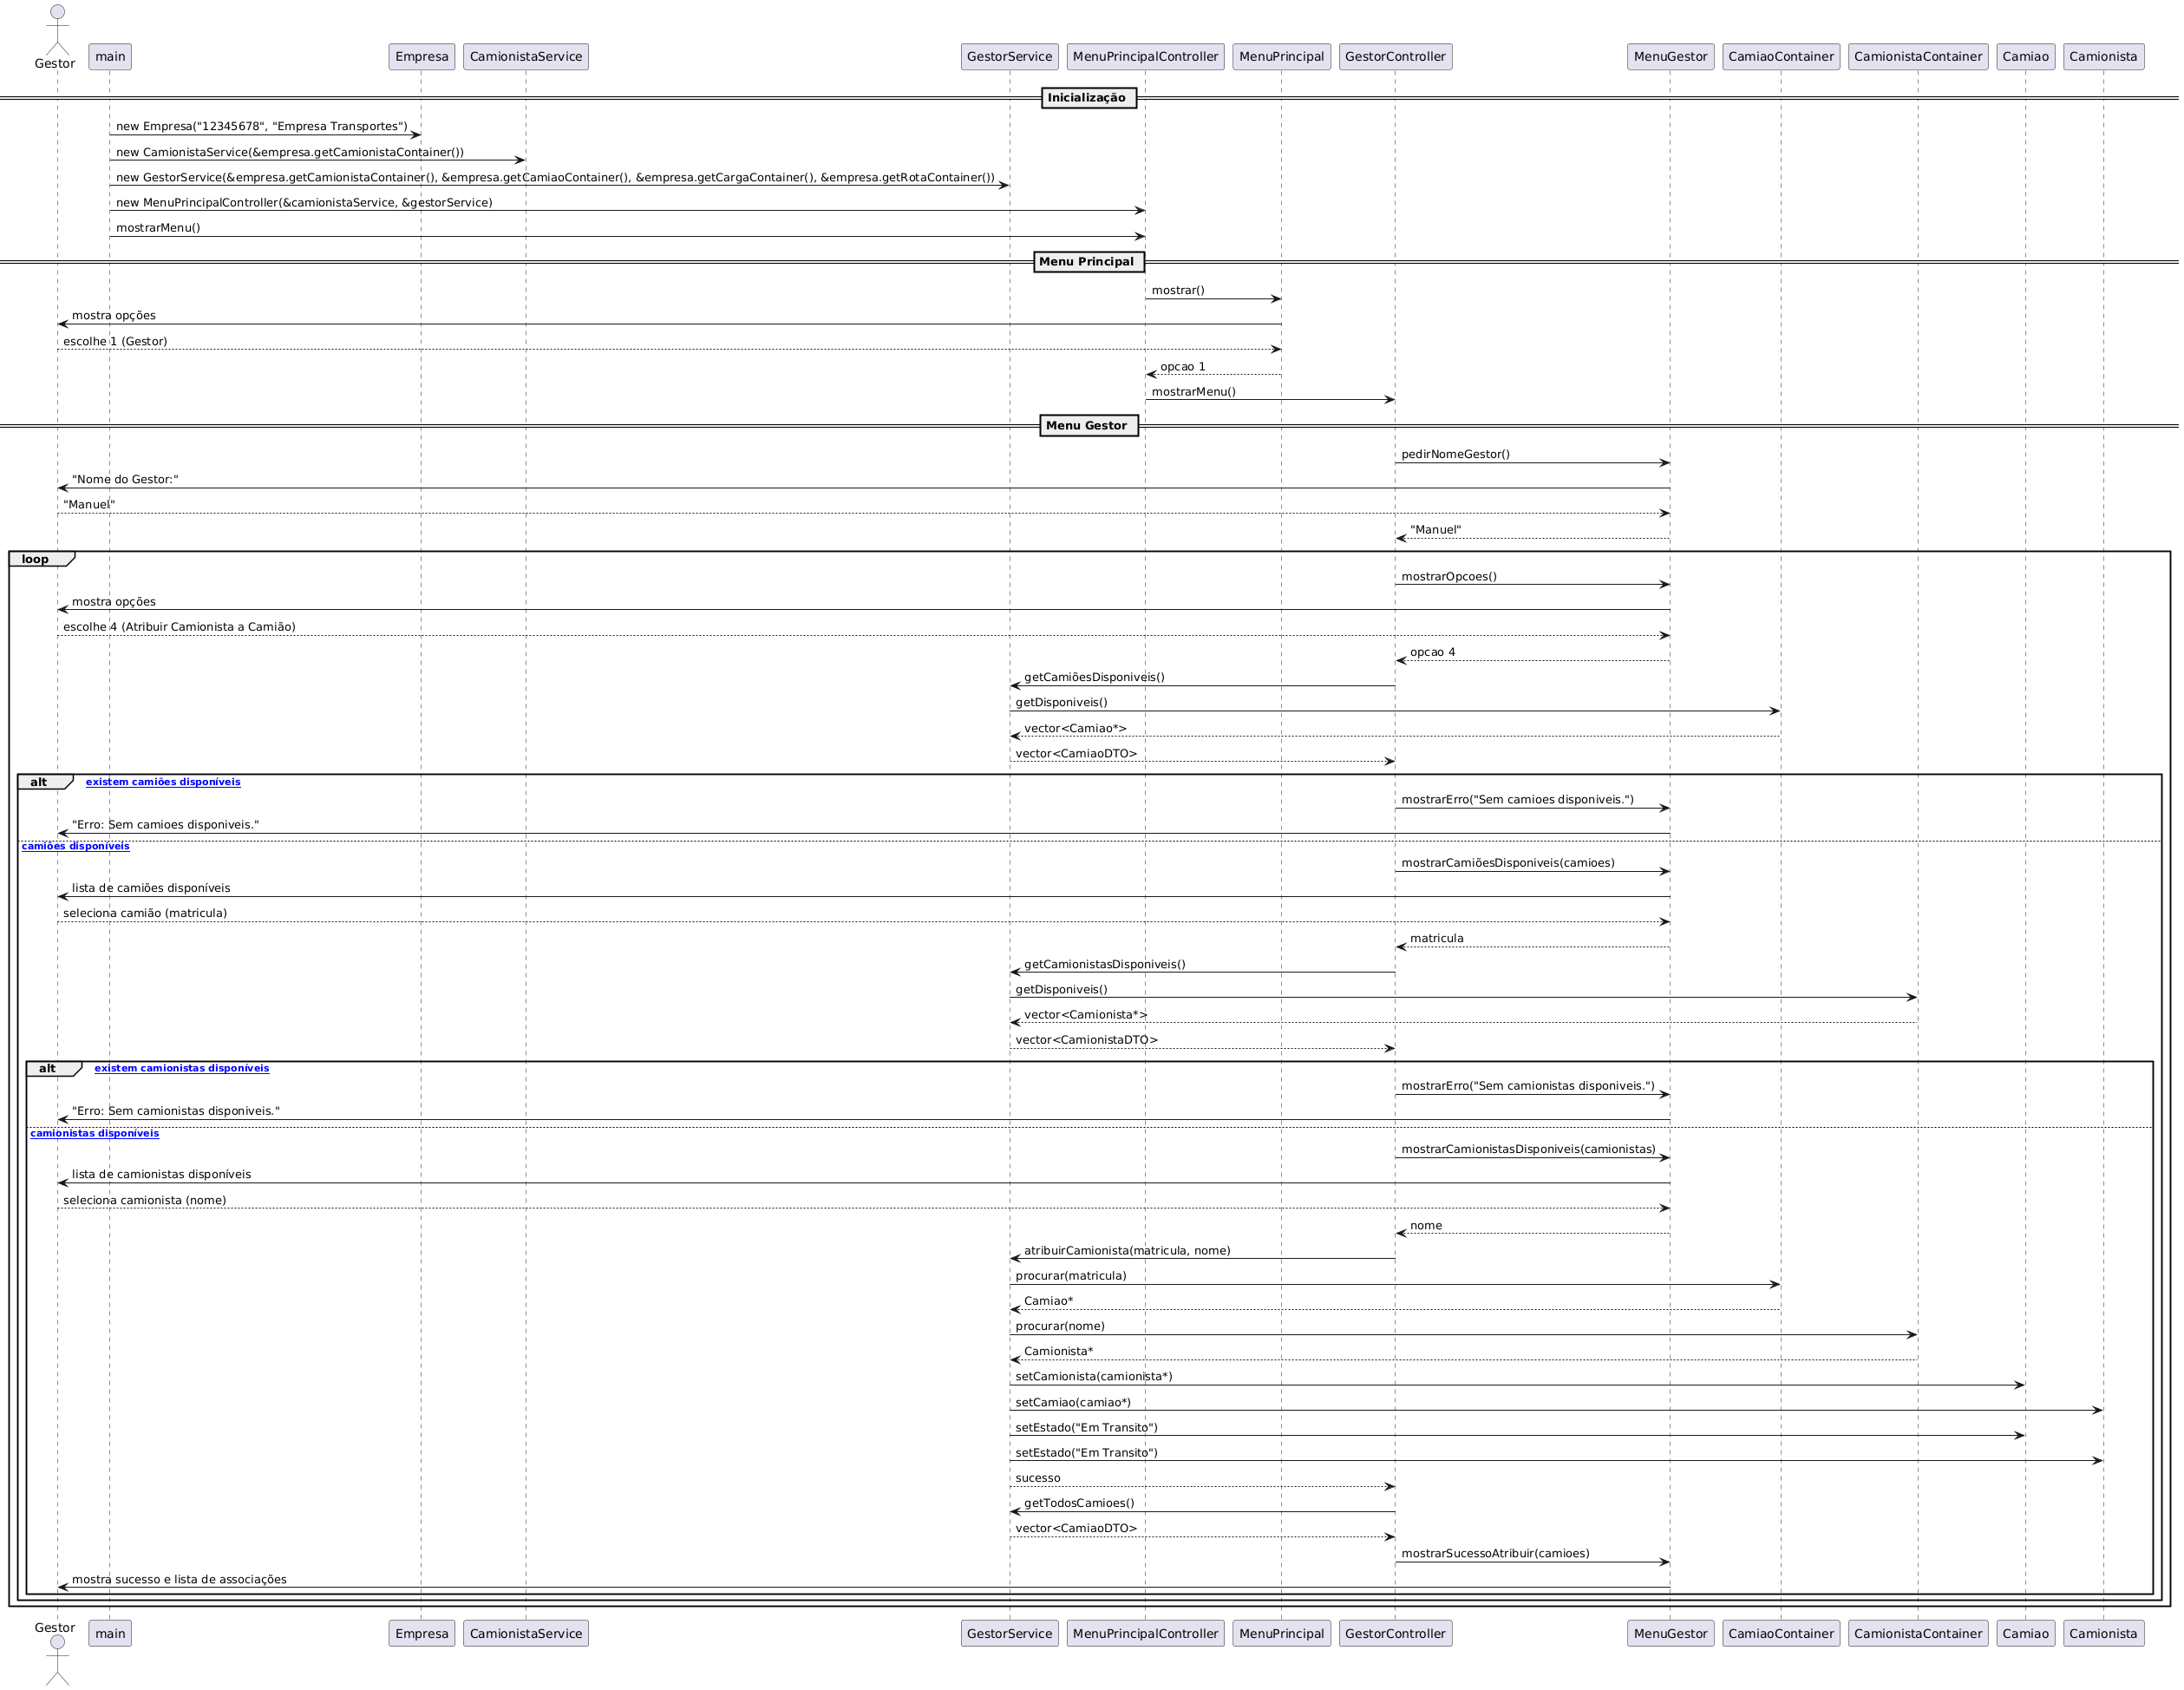 Gestor
main
Empresa
CamionistaService
GestorService
MenuPrincipalController
MenuPrincipal
GestorController
MenuGestor
CamiaoContainer
CamionistaContainer
Camiao
Camionista
Inicialização
new Empresa("12345678", "Empresa Transportes")
new CamionistaService(&empresa.getCamionistaContainer())
new GestorService(&empresa.getCamionistaContainer(), &empresa.getCamiaoContainer(), &empresa.getCargaContainer(), &empresa.getRotaContainer())
new MenuPrincipalController(&camionistaService, &gestorService)
mostrarMenu()
Menu Principal
mostrar()
mostra opções
escolhe 1 (Gestor)
opcao 1
mostrarMenu()
Menu Gestor
pedirNomeGestor()
"Nome do Gestor:"
"Manuel"
"Manuel"
loop
mostrarOpcoes()
mostra opções
escolhe 4 (Atribuir Camionista a Camião)
opcao 4
getCamiõesDisponiveis()
getDisponiveis()
vector<Camiao*>
vector<CamiaoDTO>
alt existem camiões disponíveis
mostrarErro("Sem camioes disponiveis.")
"Erro: Sem camioes disponiveis."
camiões disponíveis
mostrarCamiõesDisponiveis(camioes)
lista de camiões disponíveis
seleciona camião (matricula)
matricula
getCamionistasDisponiveis()
getDisponiveis()
vector<Camionista*>
vector<CamionistaDTO>
alt existem camionistas disponíveis
mostrarErro("Sem camionistas disponiveis.")
"Erro: Sem camionistas disponiveis."
camionistas disponíveis
mostrarCamionistasDisponiveis(camionistas)
lista de camionistas disponíveis
seleciona camionista (nome)
nome
atribuirCamionista(matricula, nome)
procurar(matricula)
Camiao*
procurar(nome)
Camionista*
setCamionista(camionista*)
setCamiao(camiao*)
setEstado("Em Transito")
setEstado("Em Transito")
sucesso
getTodosCamioes()
vector<CamiaoDTO>
mostrarSucessoAtribuir(camioes)
mostra sucesso e lista de associações
Gestor
main
Empresa
CamionistaService
GestorService
MenuPrincipalController
MenuPrincipal
GestorController
MenuGestor
CamiaoContainer
CamionistaContainer
Camiao
Camionista